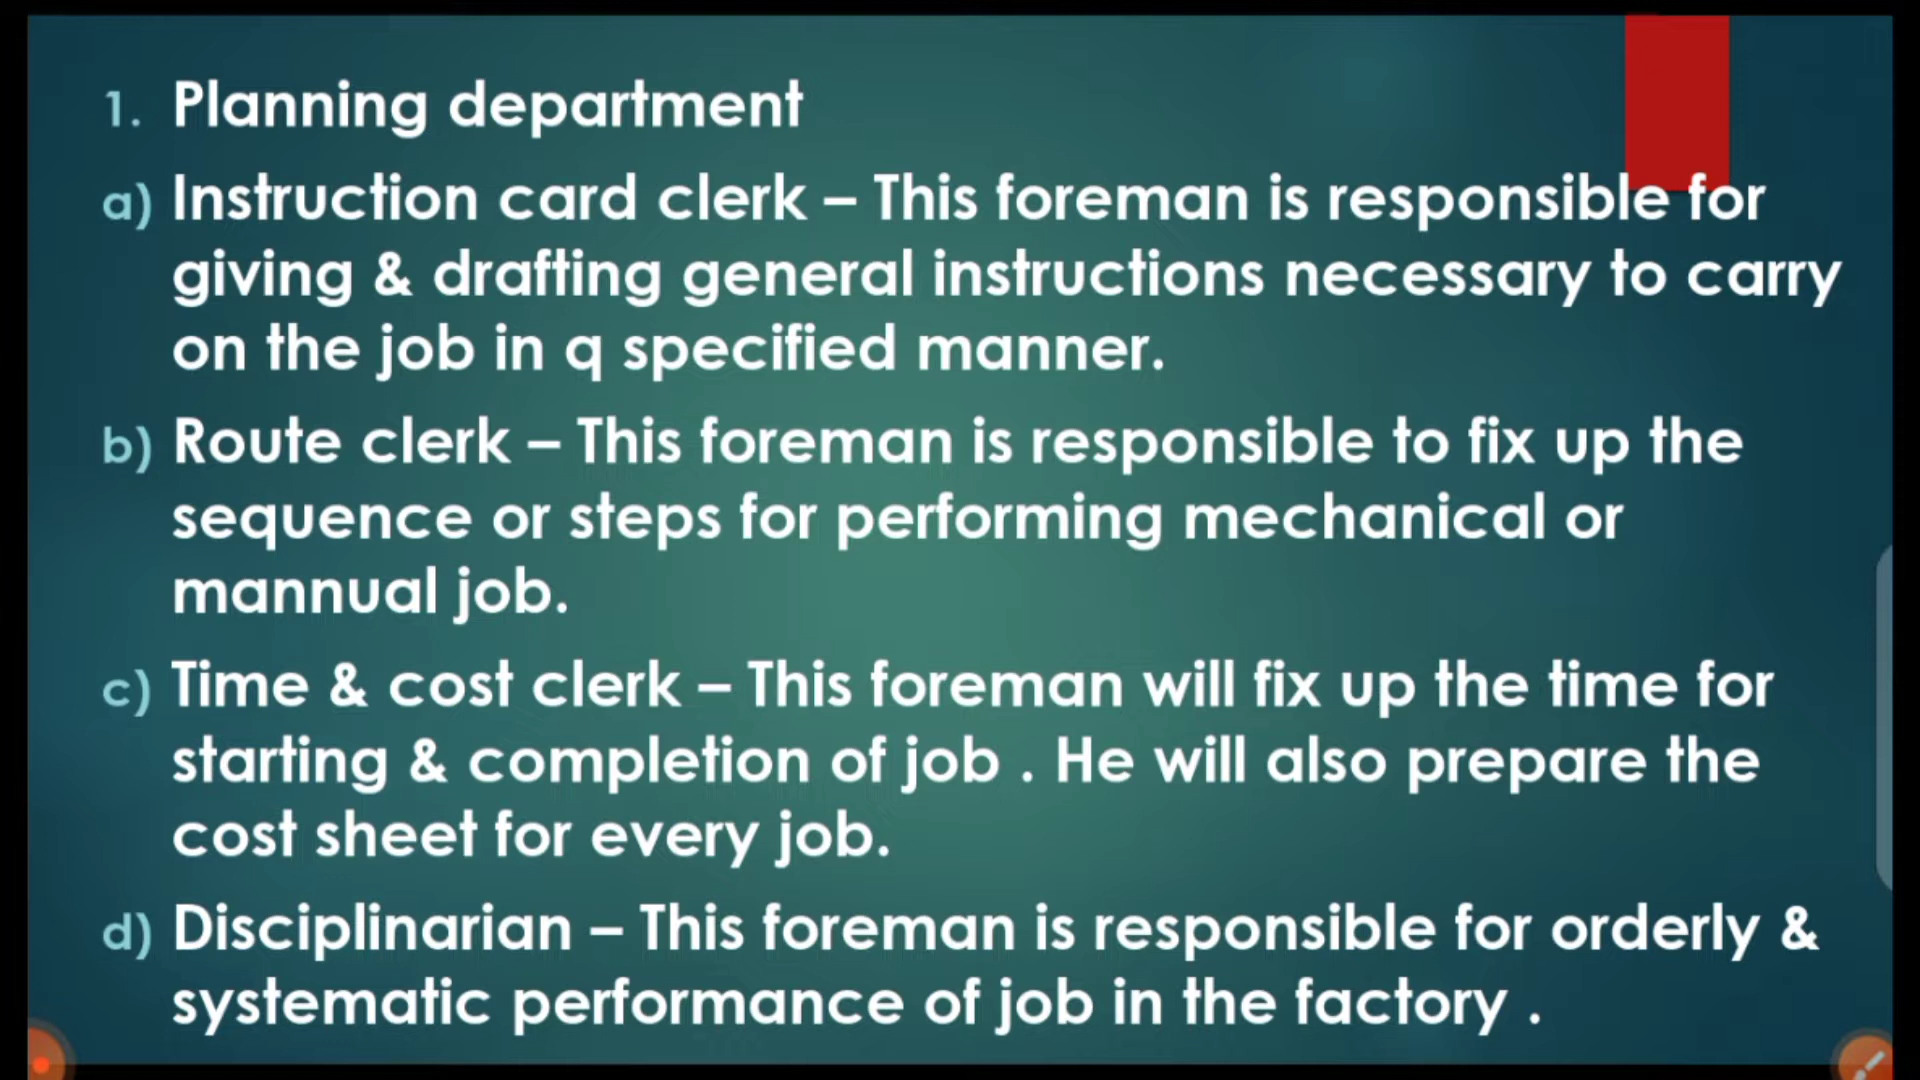 1. Planning department
a) Instruction card clerk – This foreman is responsible for
giving & drafting general instructions necessary to carry
on the job in q specified manner.
b) Route clerk – This foreman is responsible to fix up the
sequence or steps for performing mechanical or
mannual job.
c) Time & cost clerk – This foreman will fix up the time for
starting & completion of job . He will also prepare the
cost sheet for every job.
d) Disciplinarian – This foreman is responsible for orderly &
systematic performance of job in the factory .